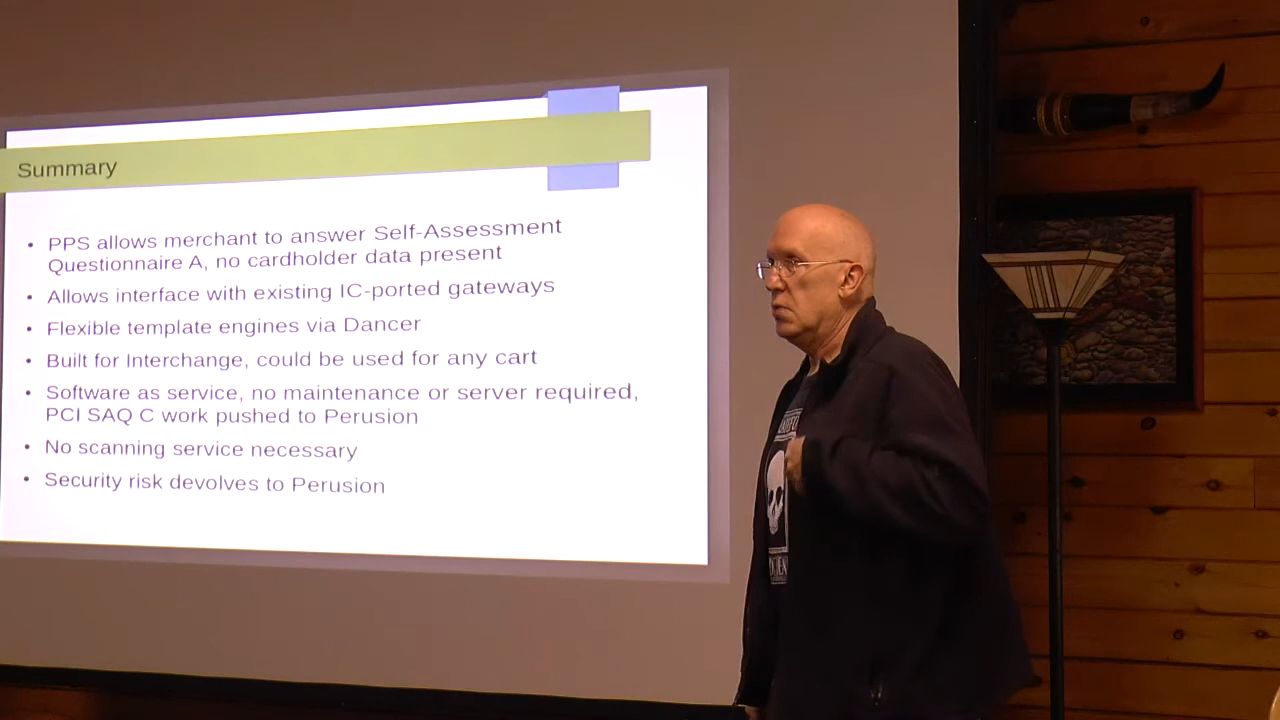 Summary
• PPS allows merchant to answer Self-Assessment
Questionnaire A, no cardholder data present
• Allows interface with existing IC-ported gateways
• Flexible template engines via Dancer
• Built for Interchange, could be used for any cart
• Software as service, no maintenance or server required,
PCI SAQ C work pushed to Perusion
• No scanning service necessary
• Security risk devolves to Perusion